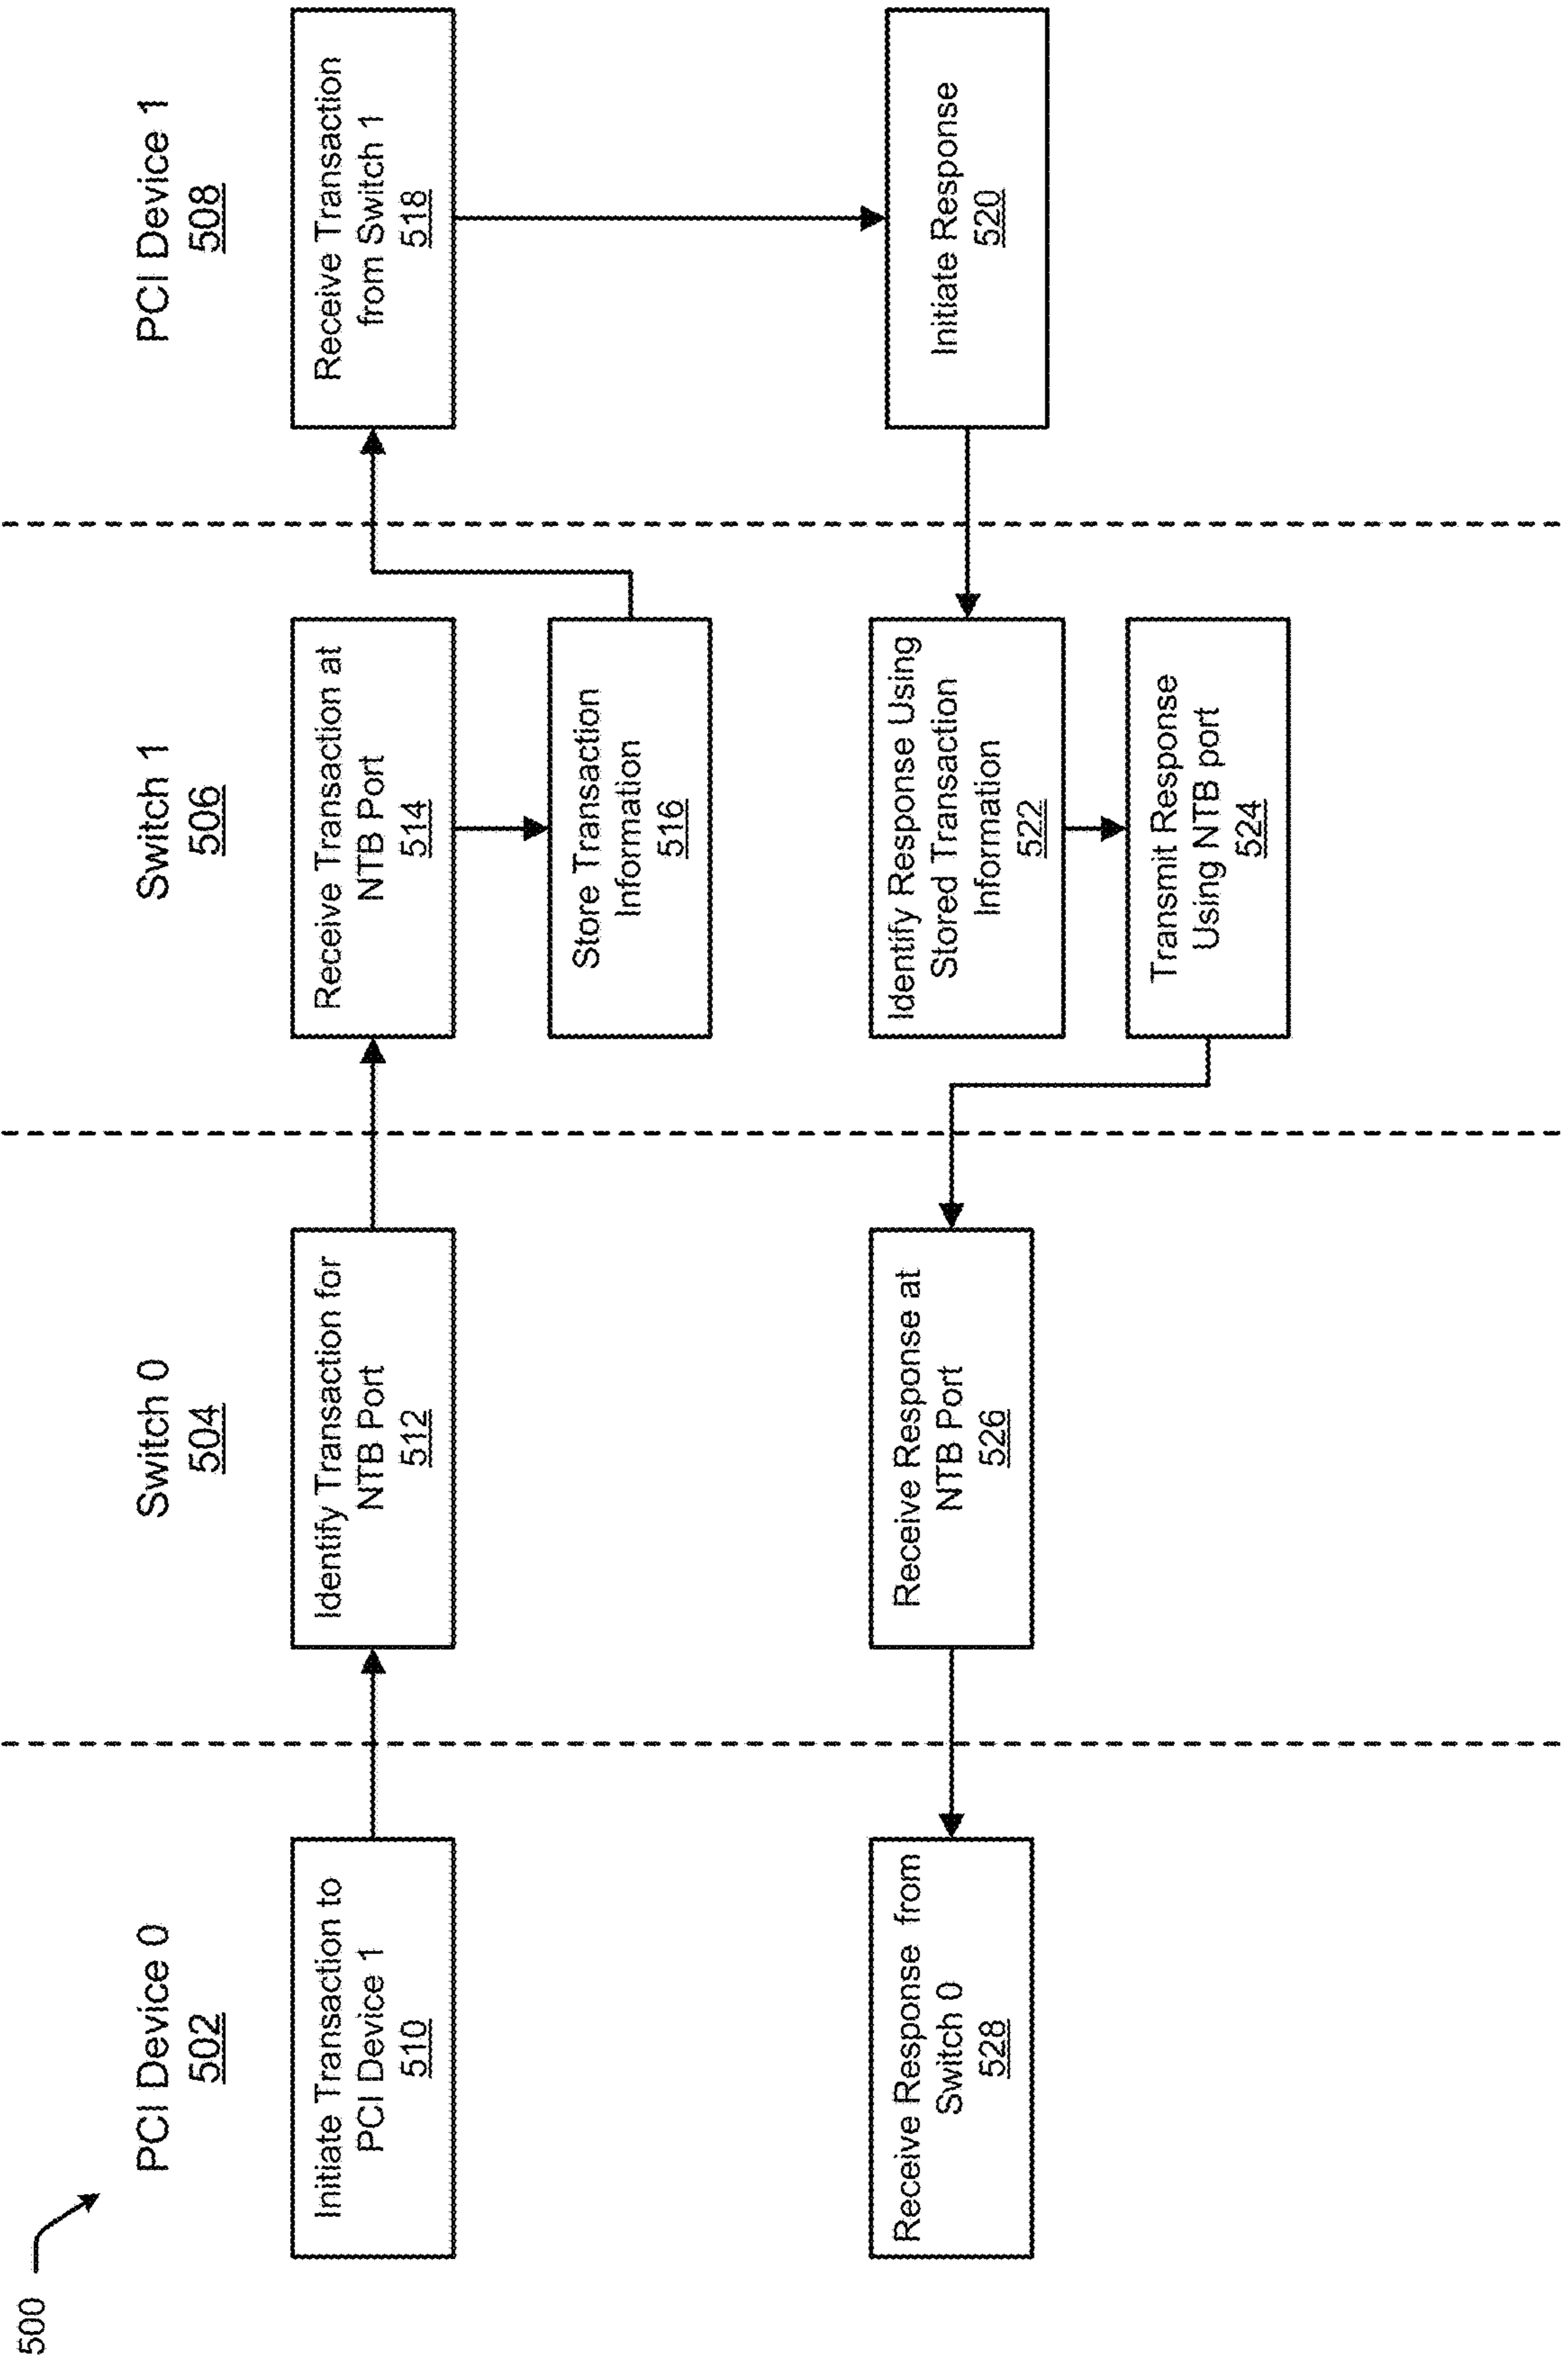 500
PCI Device 0
502
Switch 0
504
Switch 1
506
PCI Device 1
508
Initiate Transaction to
PCI Device 1
510
Identify Transaction for
NTB Port
512
Receive Transaction at
NTB Port
514
Store Transaction
Information
516
Receive Transaction
from Switch 1
518
Initiate Response
520
Identify Response Using
Stored Transaction
Information
522
Transmit Response
Using NTB port
524
Receive Response at
NTB Port
526
Receive Response from
Switch 0
528